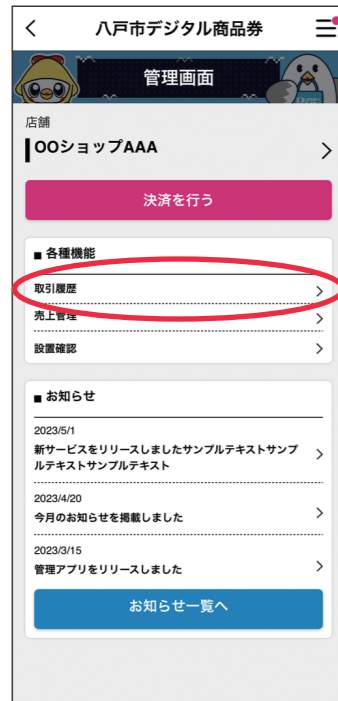 八戸市デジタル商品券
管理画面
店舗
OOショップAAA
決済を行う
■ 各種機能
取引履歴
売上管理
設置確認
■ お知らせ
2023/5/1
新サービスをリリースしましたサンプルテキストサンプ
ルテキストサンプルテキスト
2023/4/20
今月のお知らせを掲載しました
2023/3/15
管理アプリをリリースしました
お知らせ一覧へ